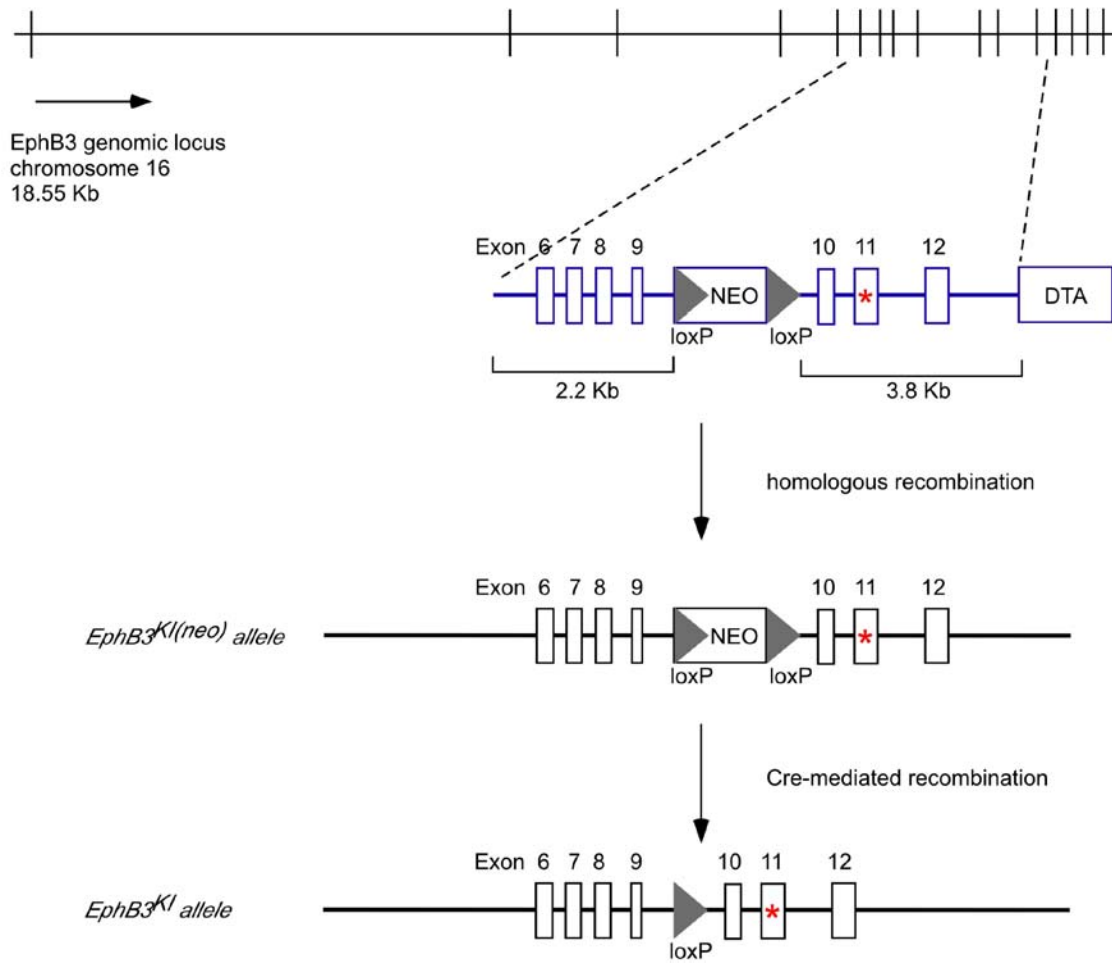 EphB3 genomic locus
chromosome 16
18.55 Kb
Exon 6 7 8 9 10 11 12
* NEO DTA
loxP loxP
2.2 Kb 3.8 Kb
homologous recombination
Exon 6 7 8 9 10 11 12
EphB3KI(neo) allele NEO *
loxP loxP
Cre-mediated recombination
Exon 6 7 8 9 10 11 12
EphB3KI allele *
loxP